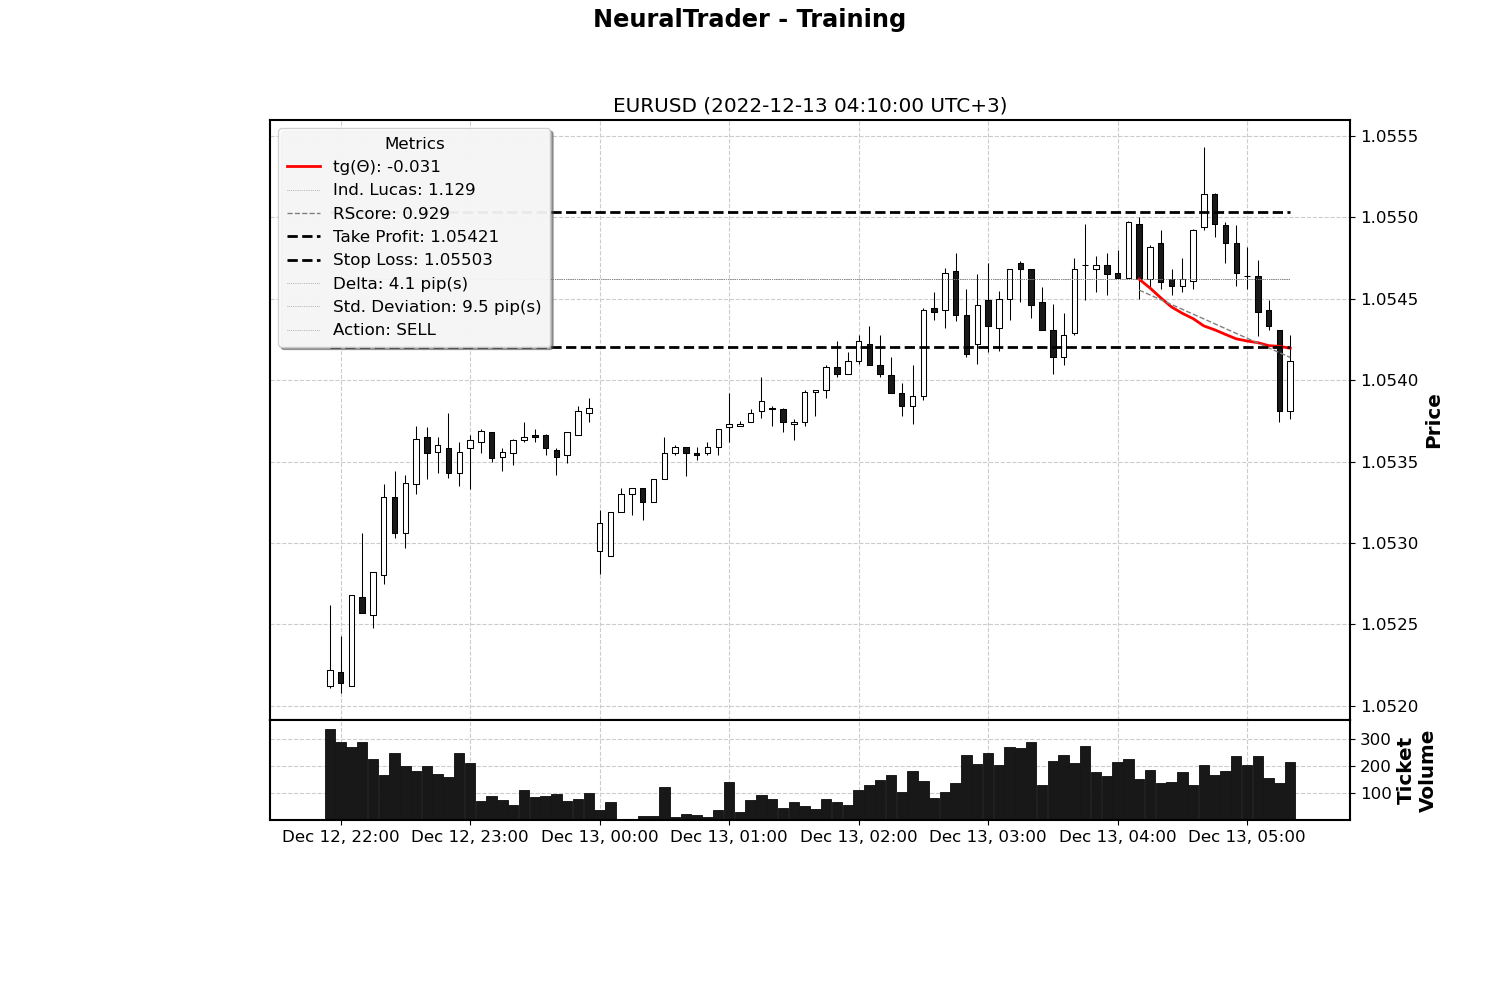 NeuralTrader - Training
EURUSD (2022-12-13 04:10:00 UTC+3)
Metrics
tg(Θ): -0.031
Ind. Lucas: 1.129
RScore: 0.929
Take Profit: 1.05421
Stop Loss: 1.05503
Delta: 4.1 pip(s)
Std. Deviation: 9.5 pip(s)
Action: SELL
1.0555
1.0550
1.0545
1.0540
1.0535
1.0530
1.0525
1.0520
Price
300
200
100
Ticket
Volume
Dec 12, 22:00 Dec 12, 23:00 Dec 13, 00:00 Dec 13, 01:00 Dec 13, 02:00 Dec 13, 03:00 Dec 13, 04:00 Dec 13, 05:00